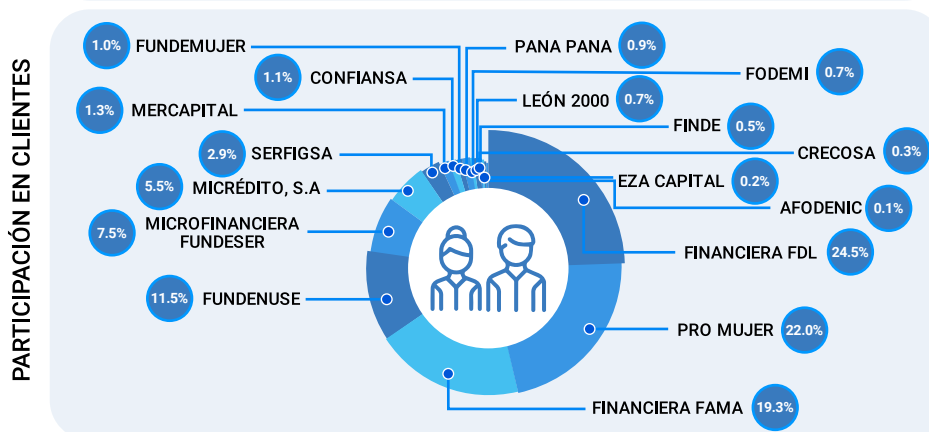 PARTICIPACIÓN EN CLIENTES
1.0% FUNDEMUJER
PANA PANA 0.9%
1.1% CONFIANSA
FODEMI 0.7%
1.3% MERCAPITAL
LEÓN 2000 0.7%
FINDE 0.5%
2.9% SERFIGSA
CRECOSA 0.3%
5.5% MICRÉDITO, S.A
EZA CAPITAL 0.2%
AFODENIC 0.1%
7.5% MICROFINANCIERA
FUNDESER
FINANCIERA FDL 24.5%
11.5% FUNDENUSE
PRO MUJER 22.0%
FINANCIERA FAMA 19.3%